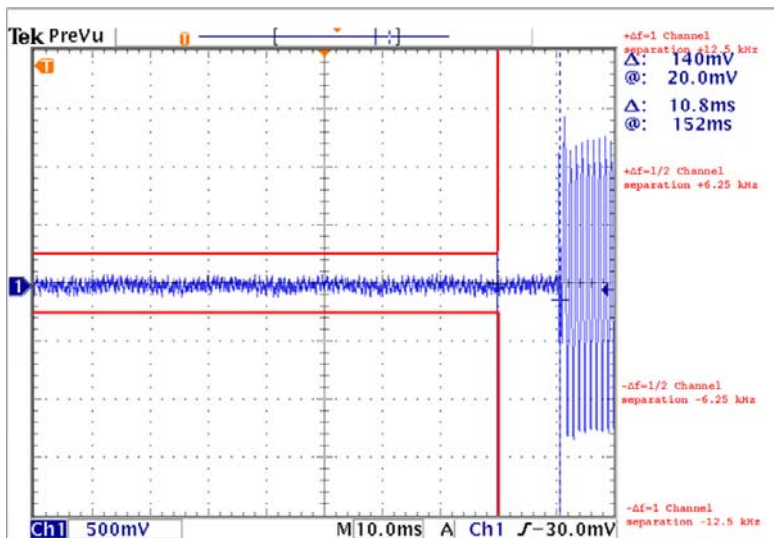 Tek PreVu
T
+Δf=1 Channel
separation +12.5 kHz
T
Δ: 140mV
@: 20.0mV
Δ: 10.8ms
@: 152ms
+Δf=1/2 Channel
separation +6.25 kHz
1
-Δf=1/2 Channel
separation -6.25 kHz
-Δf=1 Channel
separation -12.5 kHz
Ch1 500mV M 10.0ms A Ch1 ʃ -30.0mV